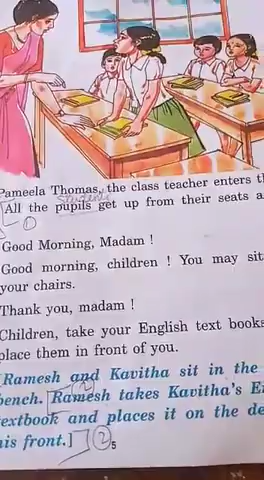 Pameela Thomas, the class teacher enters
Students
All the pupils get up from their seats
1
Good Morning, Madam !
Good morning, children ! You may sit
your chairs.
Thank you, madam !
Children, take your English text books
place them in front of you.
[Ramesh and Kavitha sit in the
bench. Ramesh takes Kavitha's
textbook and places it on the
his front.]
2
5